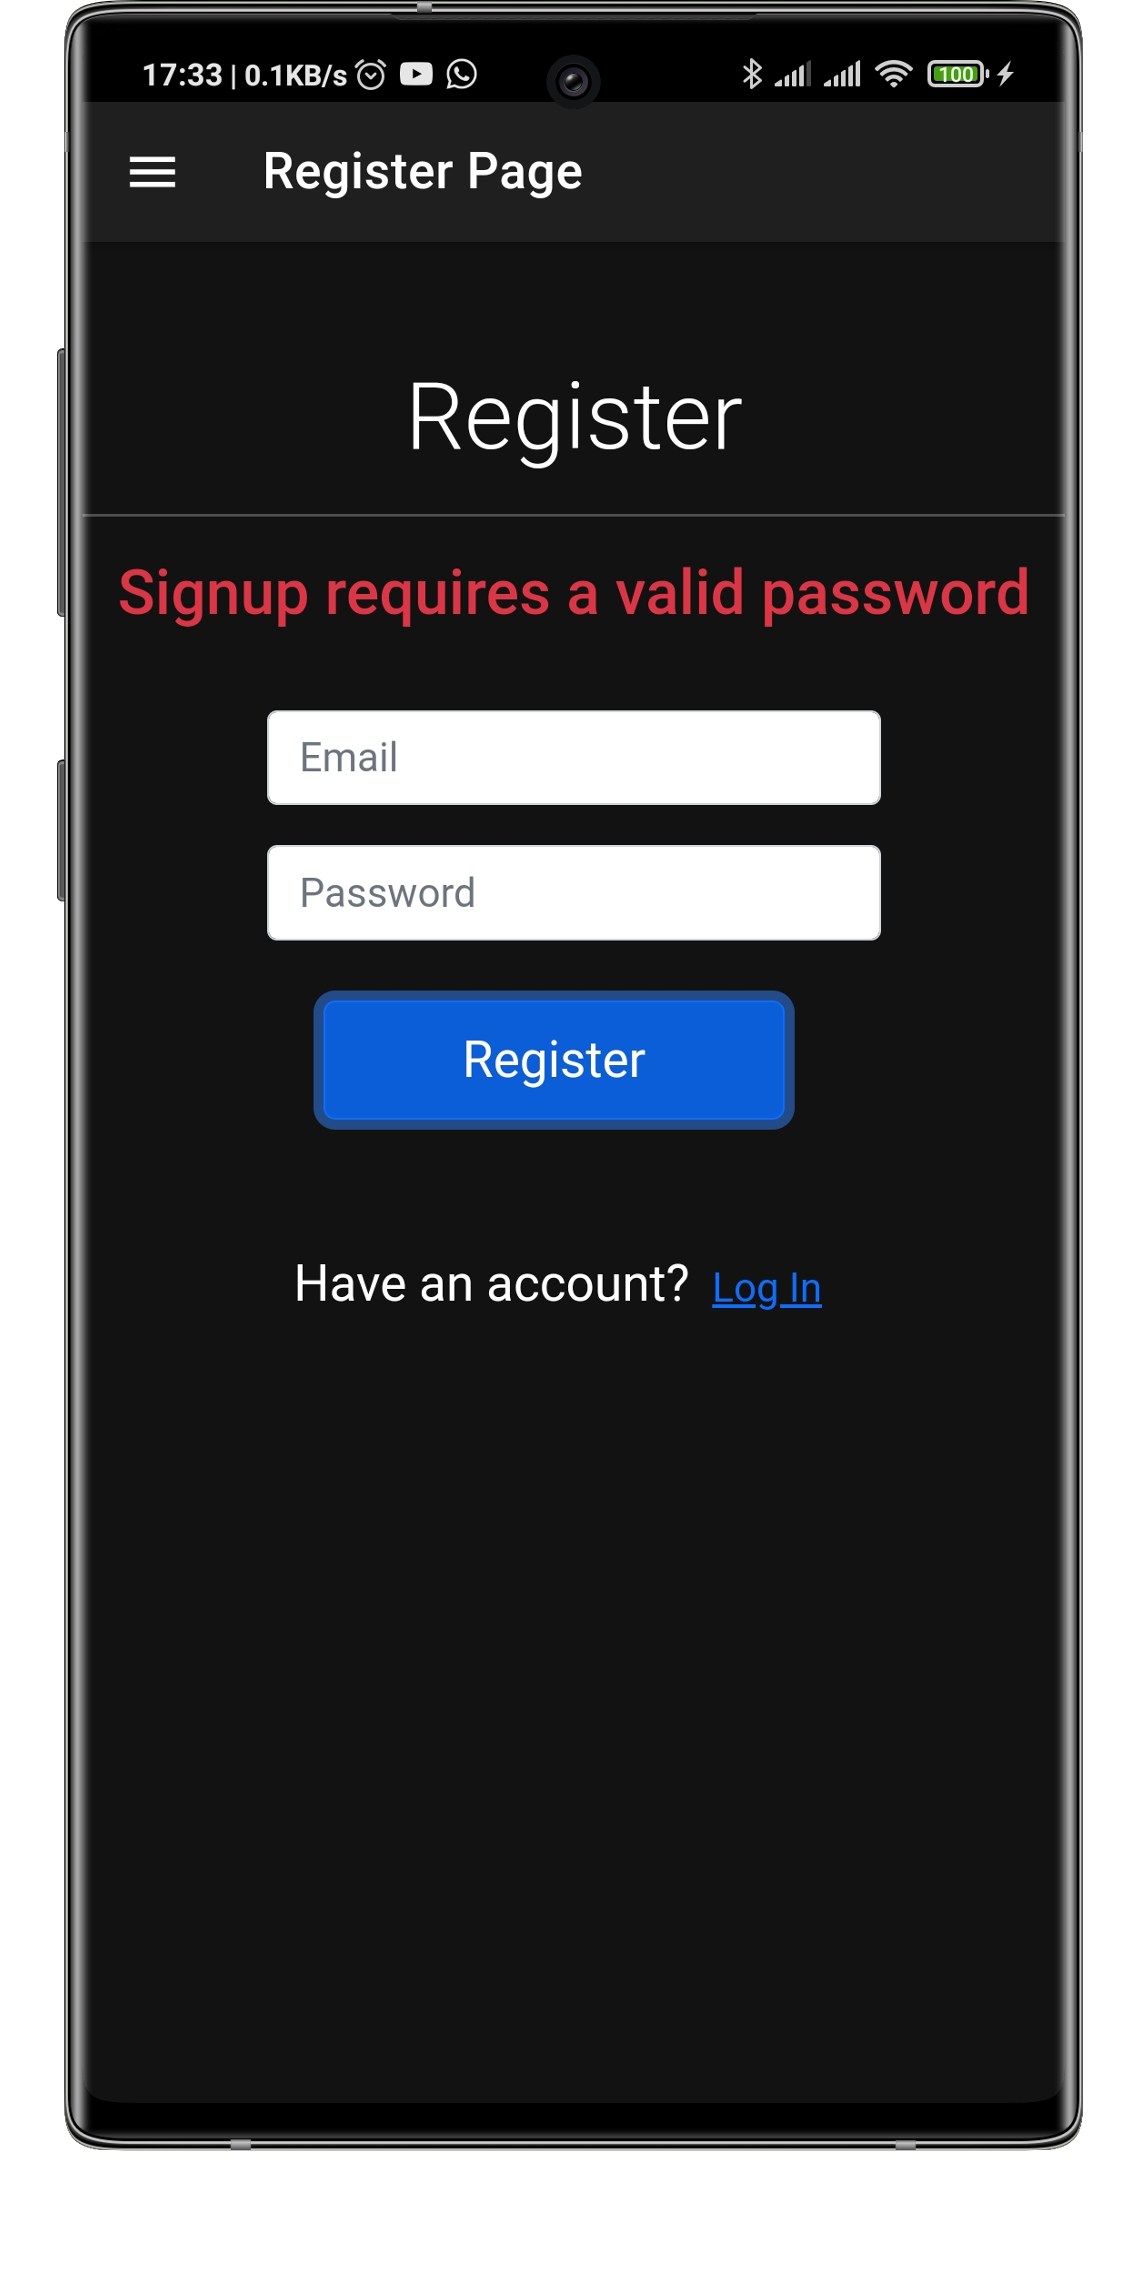 17:33 | 0.1KB/s 100
Register Page
Register
Signup requires a valid password
Email
Password
Register
Have an account? Log In